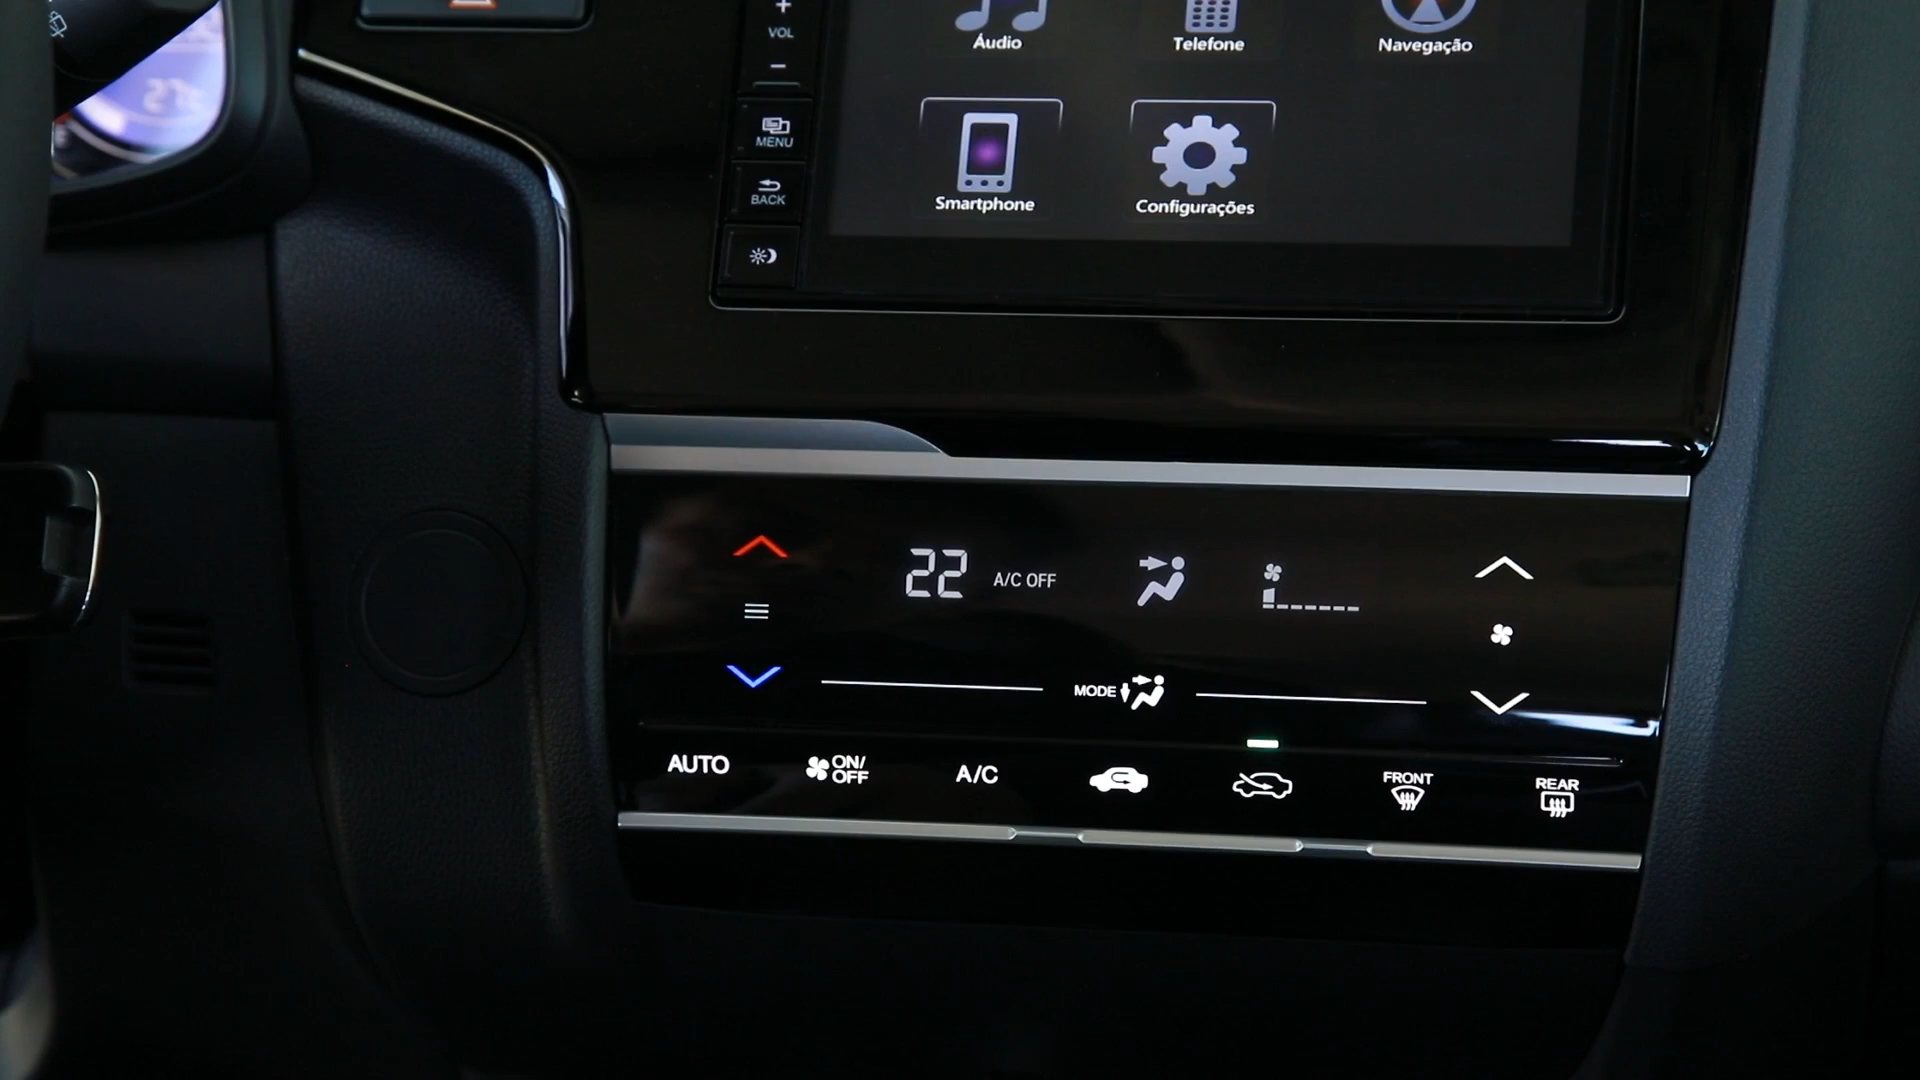 +
VOL
−
Áudio
Telefone
Navegação
MENU
BACK
Smartphone
Configurações
22
A/C OFF
MODE
AUTO
ON/
OFF
A/C
FRONT
REAR